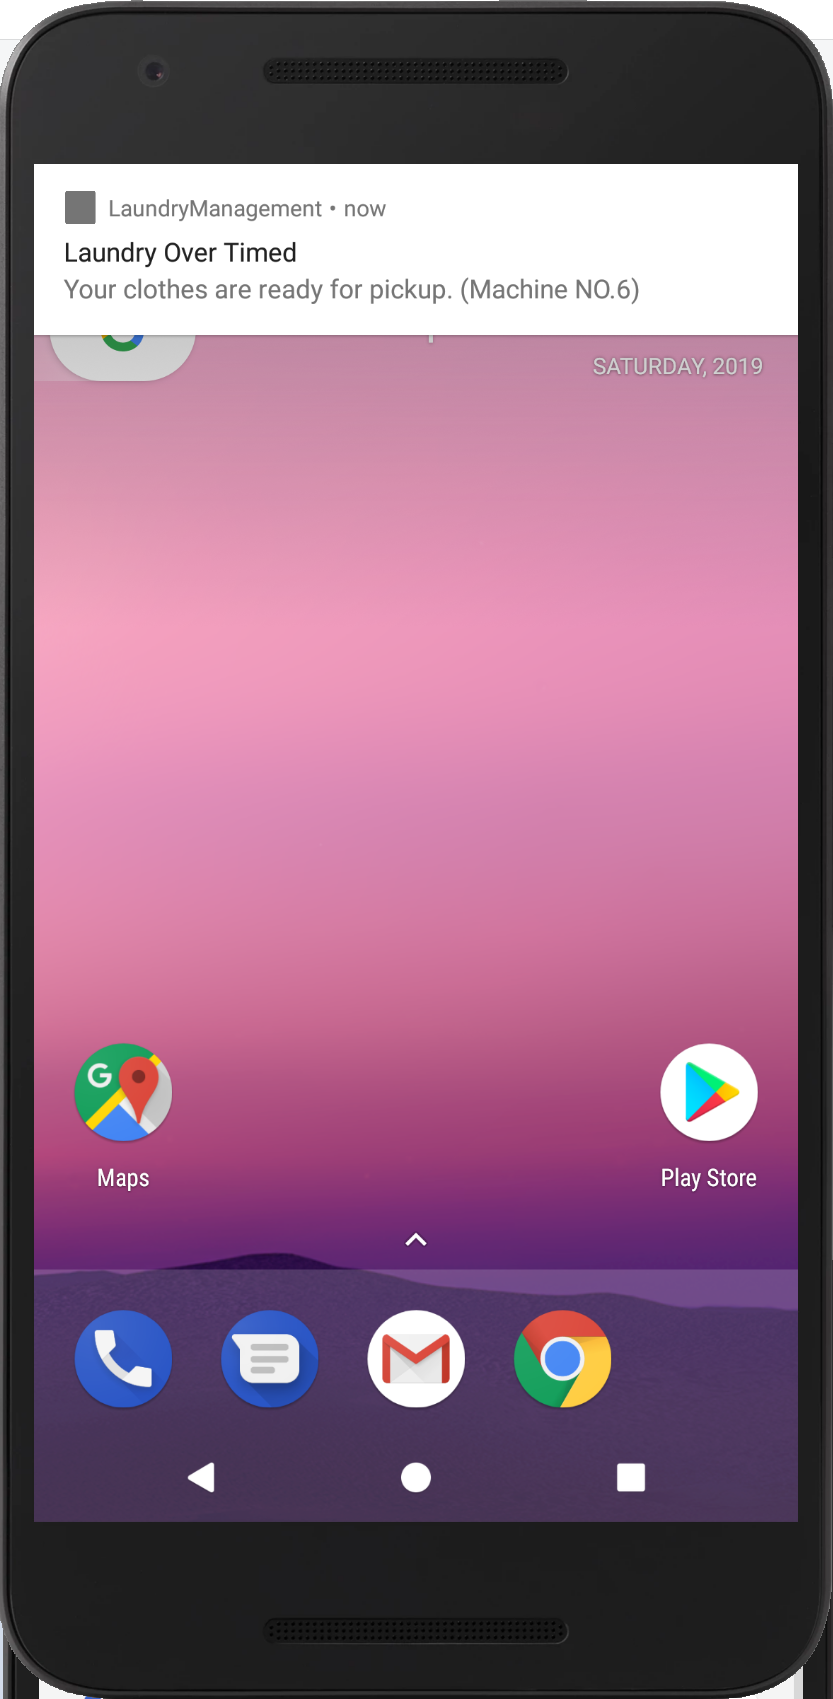 LaundryManagement • now
Laundry Over Timed
Your clothes are ready for pickup. (Machine NO.6)
SATURDAY, 2019
Maps
Play Store